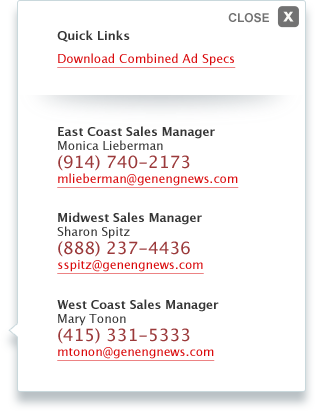 CLOSE X
Quick Links
Download Combined Ad Specs
East Coast Sales Manager
Monica Lieberman
(914) 740-2173
mlieberman@genengnews.com
Midwest Sales Manager
Sharon Spitz
(888) 237-4436
sspitz@genengnews.com
West Coast Sales Manager
Mary Tonon
(415) 331-5333
mtonon@genengnews.com